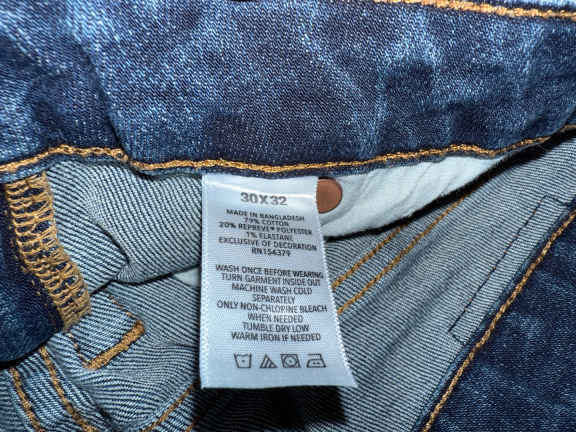 30X32
MADE IN BANGLADESH
79% COTTON
20% REPREVE® POLYESTER
1% ELASTANE
EXCLUSIVE OF DECORATION
RN154379
WASH ONCE BEFORE WEARING
TURN GARMENT INSIDE OUT
MACHINE WASH COLD
SEPARATELY
ONLY NON-CHLORINE BLEACH
WHEN NEEDED
TUMBLE DRY LOW
WARM IRON IF NEEDED